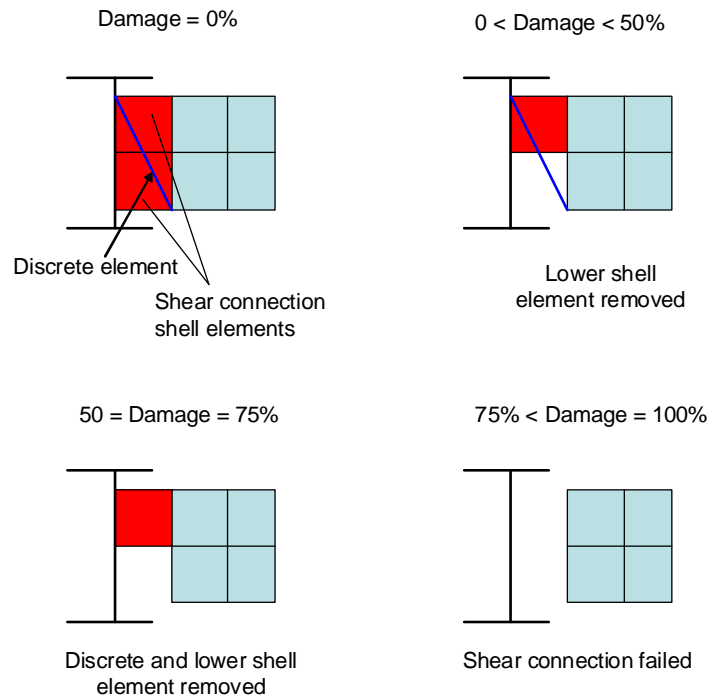 Damage = 0%
0 < Damage < 50%
Discrete element
Shear connection
shell elements
Lower shell
element removed
50 = Damage = 75%
75% < Damage = 100%
Discrete and lower shell
element removed
Shear connection failed